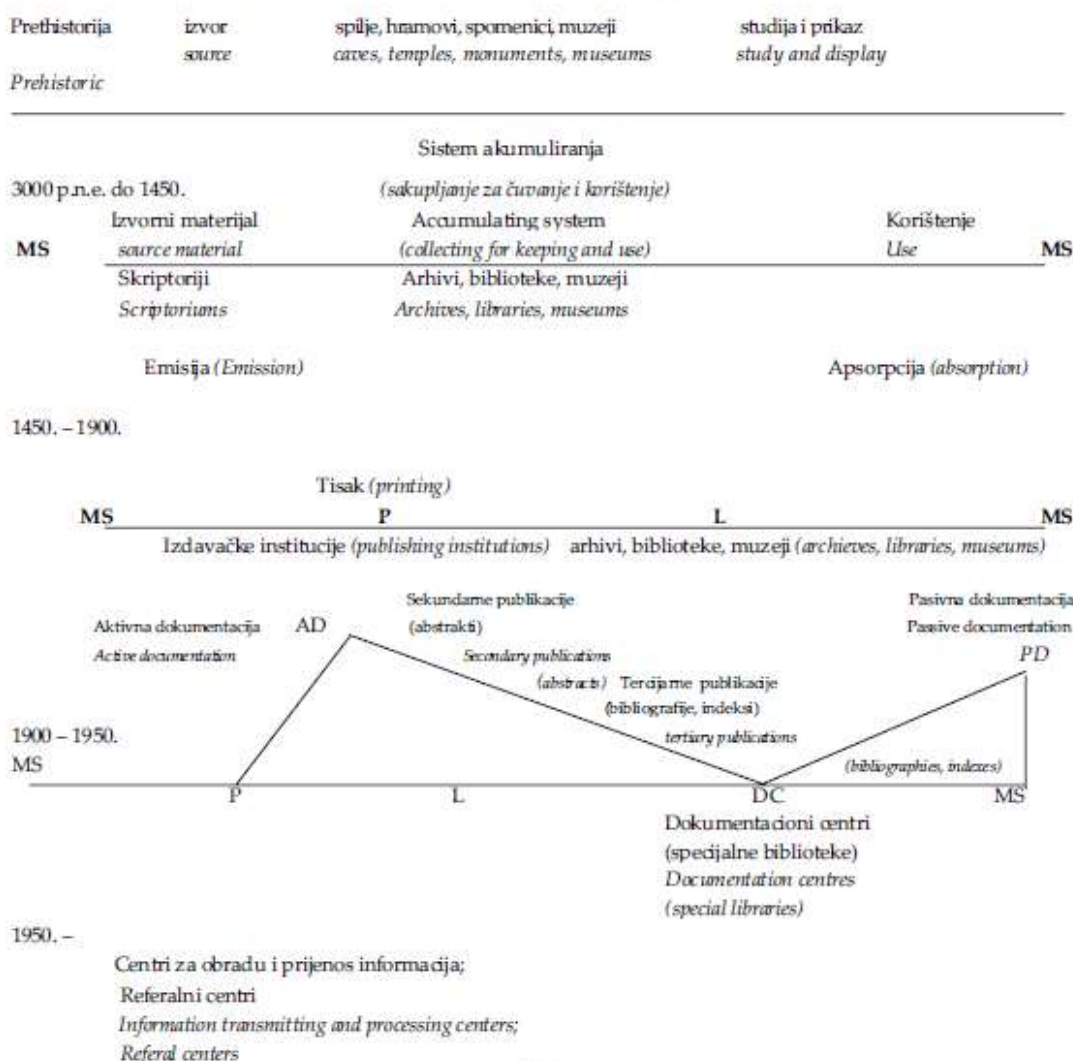 Prethistorija izvor spilje, hramovi, spomenici, muzeji studija i prikaz
source caves, temples, monuments, museums study and display
Prehistoric
Sistem akumuliranja
3000 p.n.e. do 1450. (sakupljanje za čuvanje i korištenje)
Izvorni materijal Accumulating system Korištenje
MS source material (collecting for keeping and use) Use MS
Skriptoriji Arhivi, biblioteke, muzeji
Scriptoriums Archives, libraries, museums
Emisija (Emission) Apsorpcija (absorption)
1450. – 1900.
Tisak (printing)
MS P L MS
Izdavačke institucije (publishing institutions) arhivi, biblioteke, muzeji (archieves, libraries, museums)
Sekundarne publikacije Pasivna dokumentacija
Aktivna dokumentacija AD (abstrakti) Passive documentation
Active documentation Secondary publications PD
(abstracts) Tercijarne publikacije
(bibliografije, indeksi)
1900 – 1950. tertiary publications
MS (bibliographies, indexes)
P L DC MS
Dokumentacioni centri
(specijalne biblioteke)
Documentation centres
(special libraries)
1950. –
Centri za obradu i prijenos informacija;
Referalni centri
Information transmitting and processing centers;
Referal centers